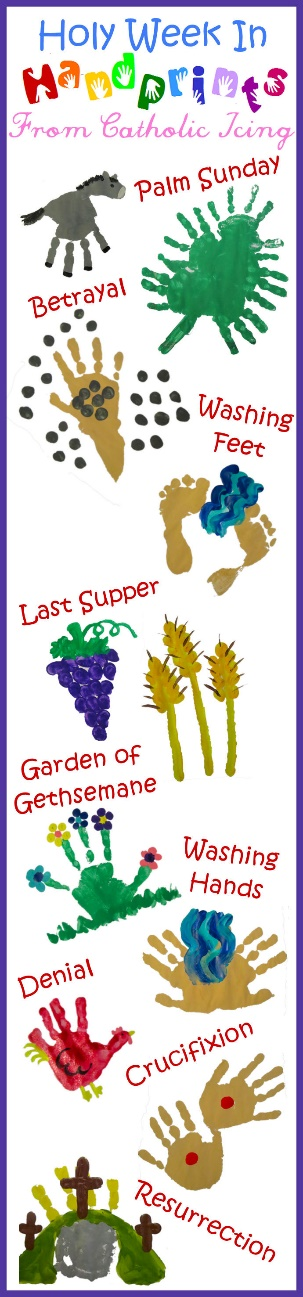 Holy Week In
Handprints
From Catholic Icing
Palm Sunday
Betrayal
Washing
Feet
Last Supper
Garden of
Gethsemane
Washing
Hands
Denial
Crucifixion
Resurrection